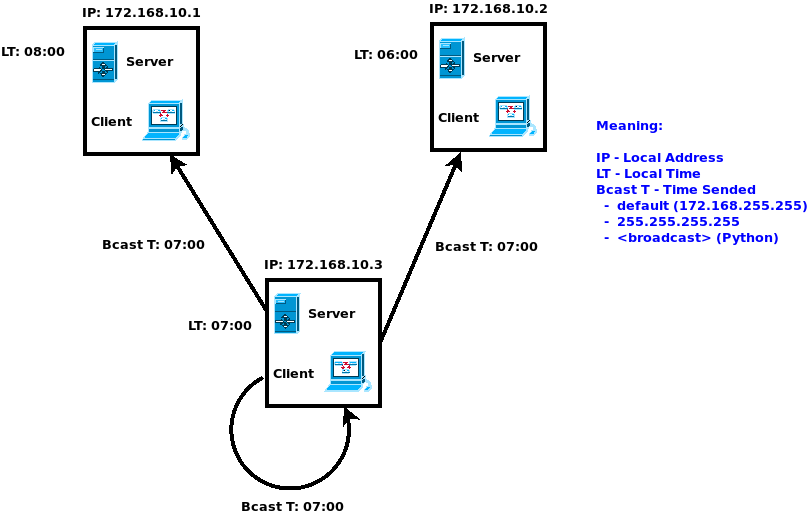 IP: 172.168.10.1
IP: 172.168.10.2
LT: 08:00
Server
Client
LT: 06:00
Server
Client
Meaning:
IP - Local Address
LT - Local Time
Bcast T - Time Sended
- default (172.168.255.255)
- 255.255.255.255
- <broadcast> (Python)
Bcast T: 07:00
Bcast T: 07:00
IP: 172.168.10.3
LT: 07:00
Server
Client
Bcast T: 07:00